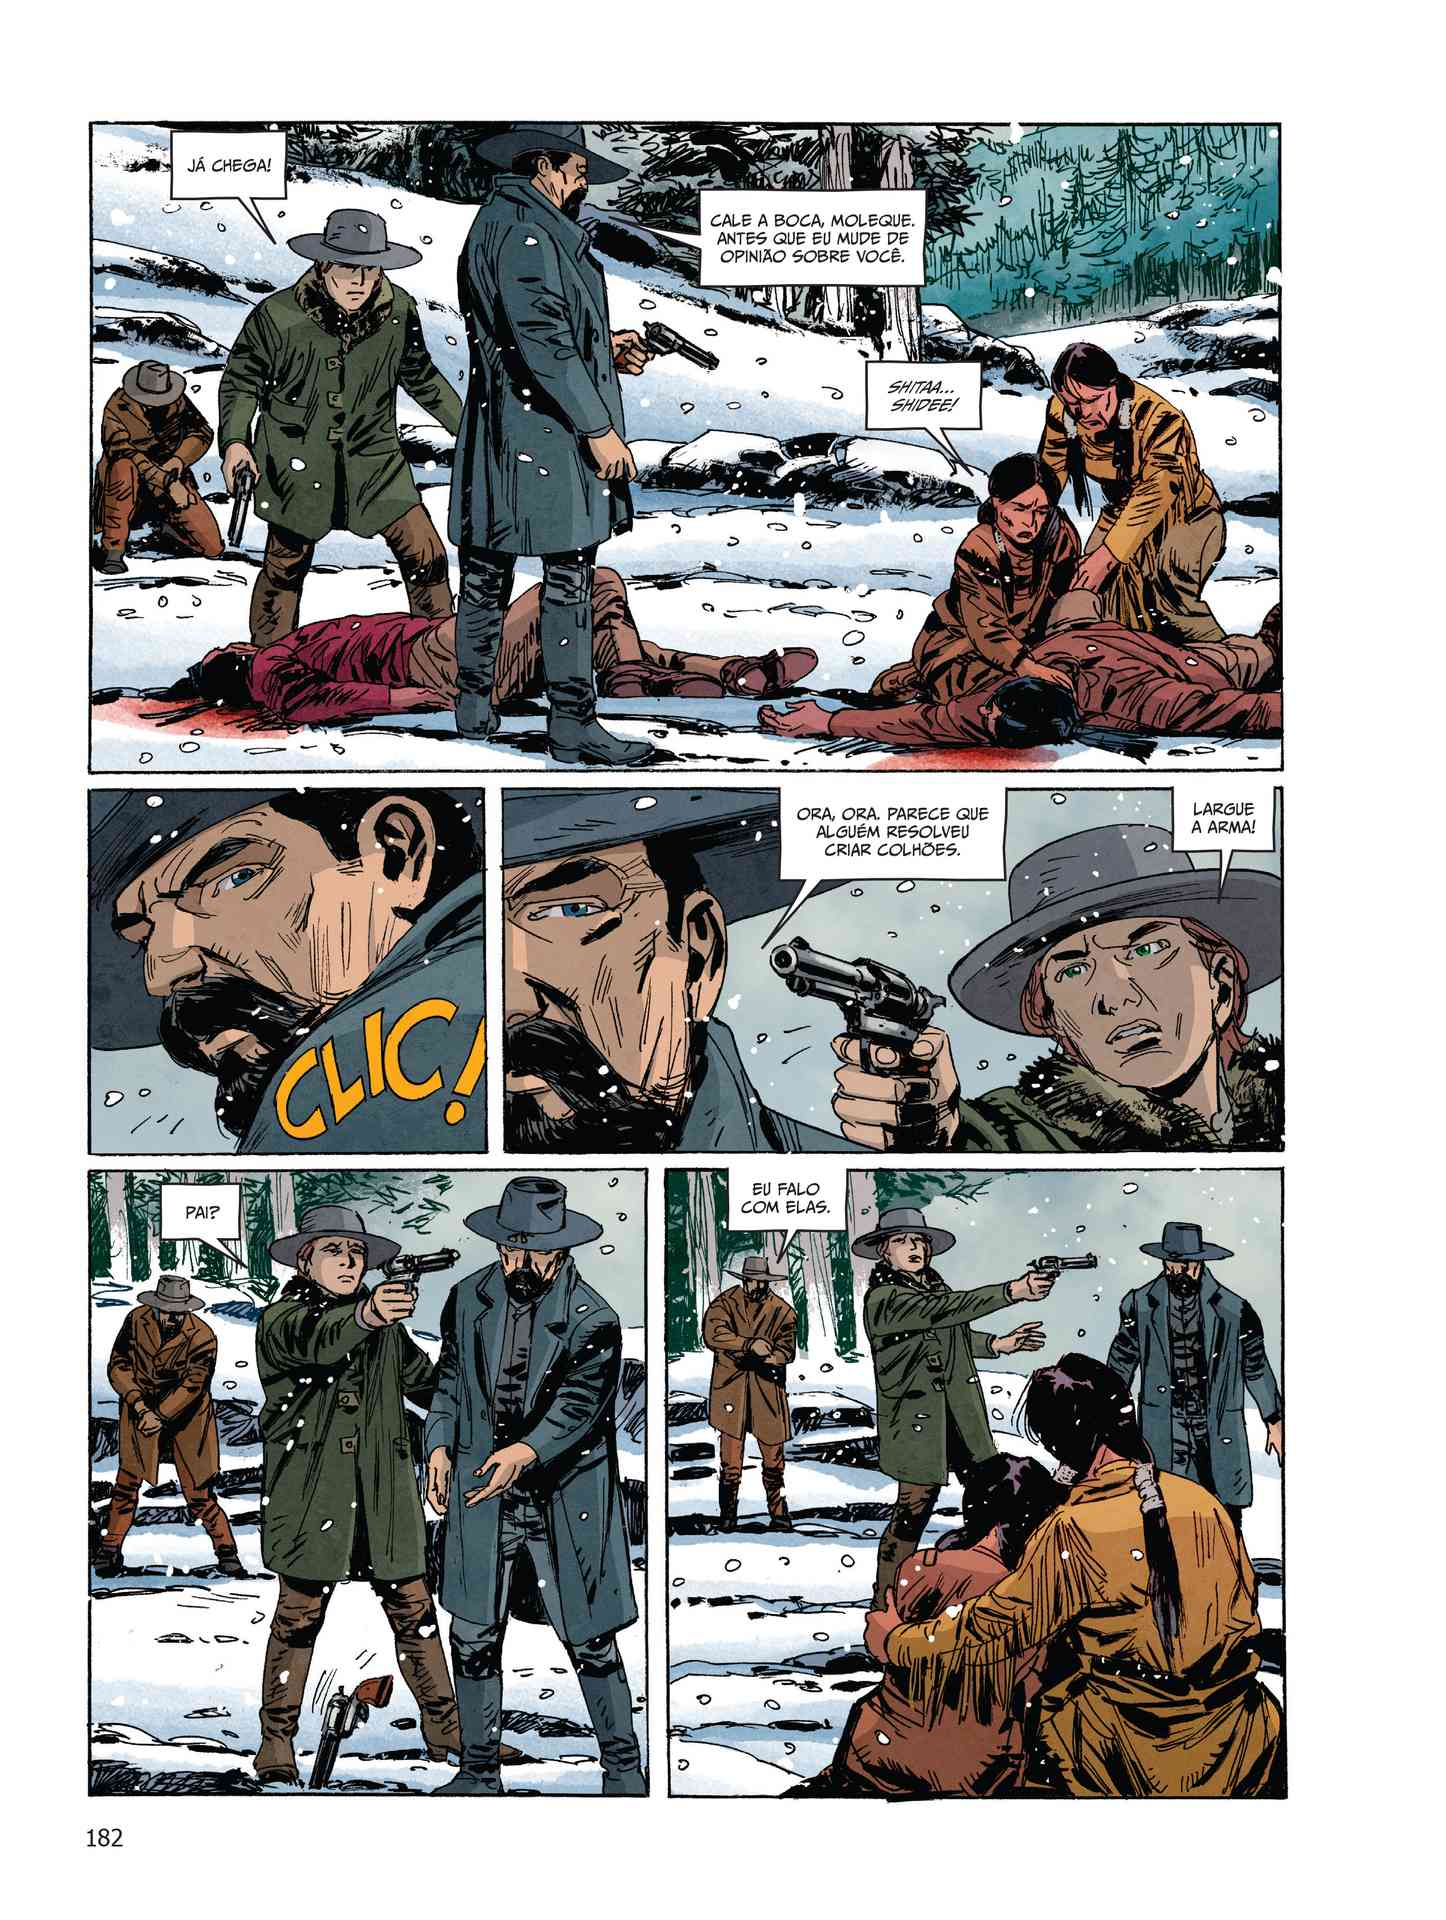 JÁ CHEGA!
CALE A BOCA, MOLEQUE.
ANTES QUE EU MUDE DE
OPINIÃO SOBRE VOCÊ.
SHITAA...
SHIDEE!
CLIC!
ORA, ORA. PARECE QUE
ALGUÉM RESOLVEU
CRIAR COLHÕES.
LARGUE
A ARMA!
PAI?
EU FALO
COM ELAS.
182